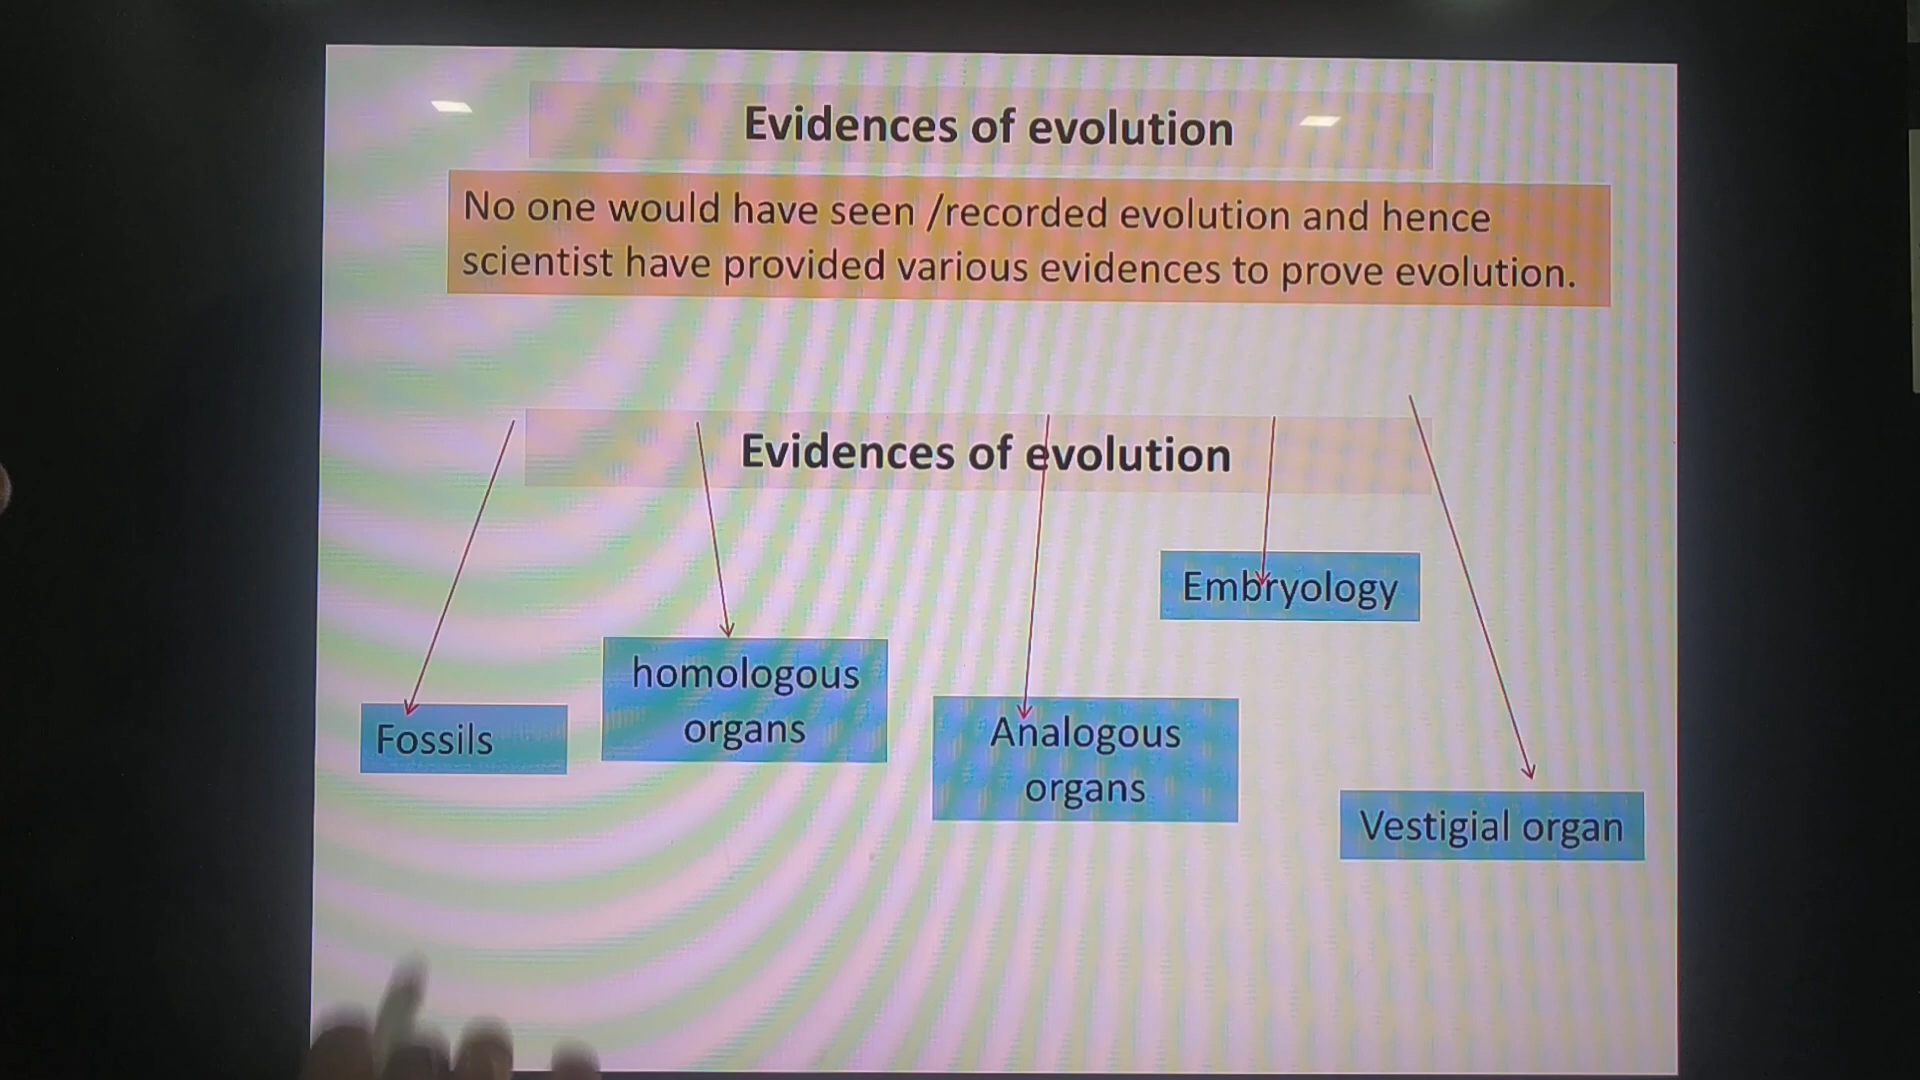 Evidences of evolution
No one would have seen /recorded evolution and hence
scientist have provided various evidences to prove evolution.
Evidences of evolution
Embryology
homologous
organs
Fossils
Analogous
organs
Vestigial organ